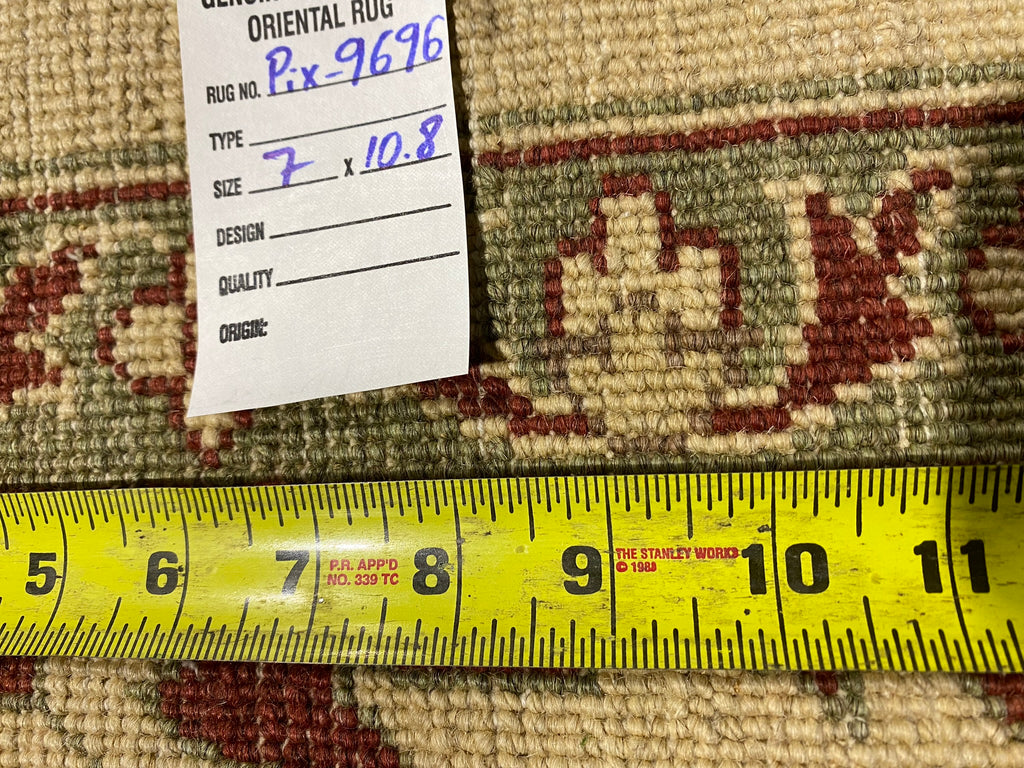 ORIENTAL RUG
RUG NO. Pix-9696
TYPE
SIZE 7 x 10.8
DESIGN
QUALITY
ORIGIN:
5 6 7 P.R. APP'D 8 9 THE STANLEY WORKS 10 11
NO. 339 TC © 1988